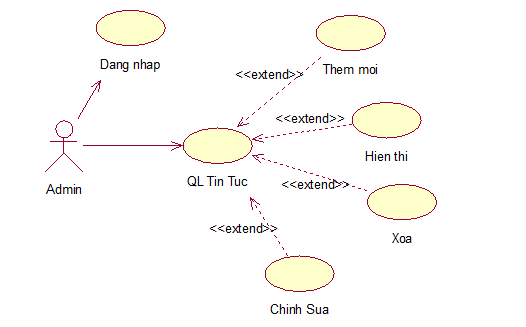 Dang nhap
Them moi
<<extend>>
<<extend>>
Hien thi
Admin
QL Tin Tuc
<<extend>>
Xoa
<<extend>>
Chinh Sua